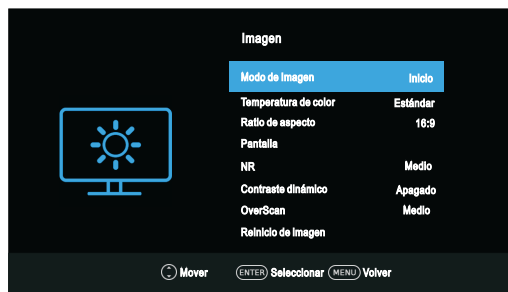 Imagen
Modo de Imagen Inicio
Temperatura de color Estándar
Ratio de aspecto 16:9
Pantalla
NR Medio
Contraste dinámico Apagado
OverScan Medio
Reinicio de Imagen
Mover ENTER Seleccionar MENU Volver